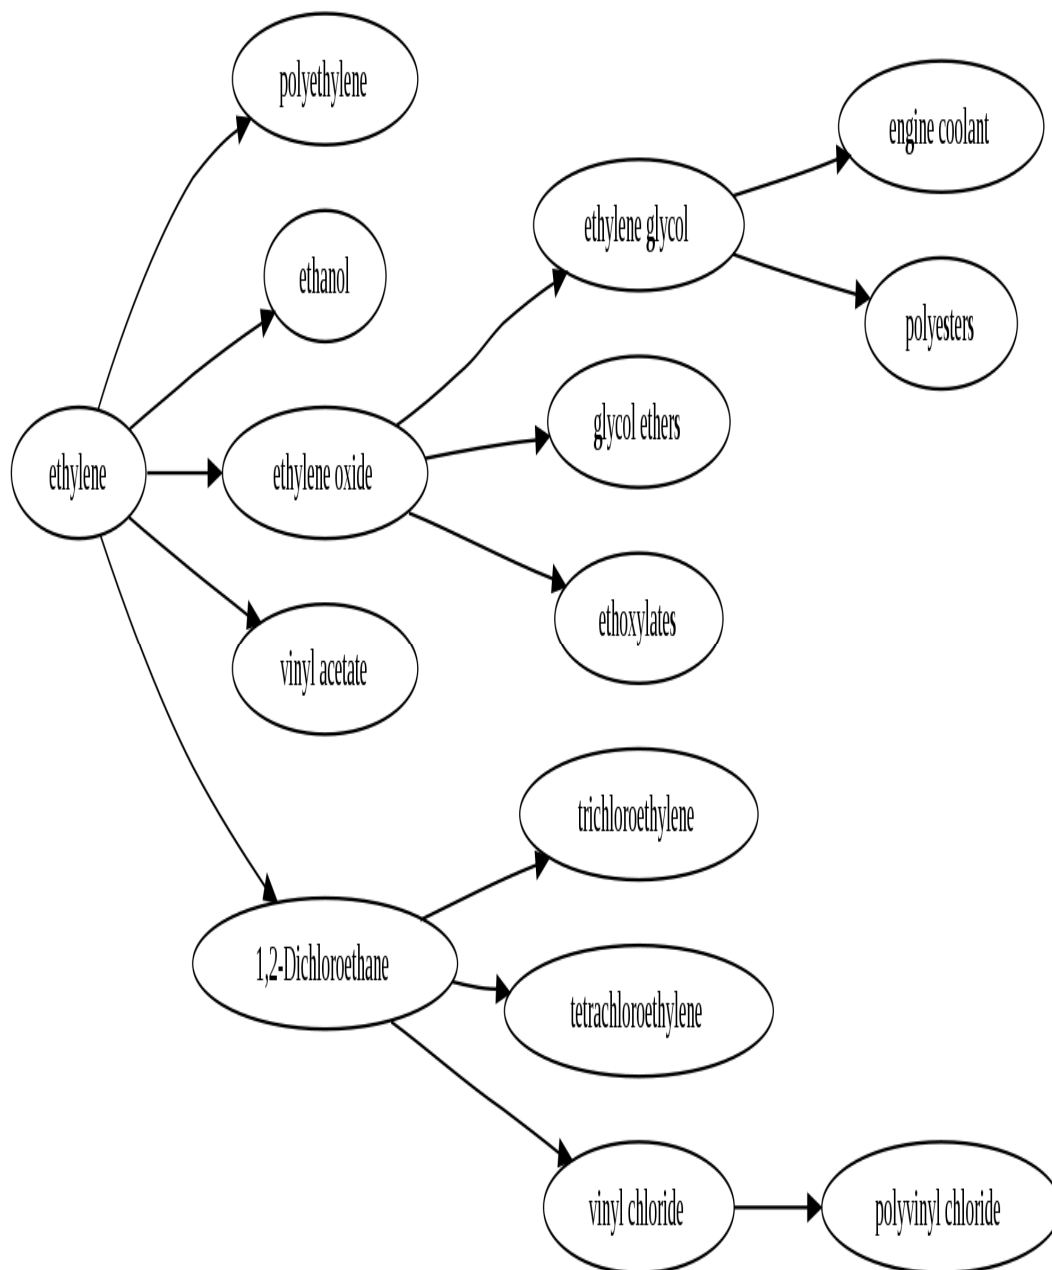 polyethylene
engine coolant
ethylene glycol
ethanol
polyesters
glycol ethers
ethylene
ethylene oxide
ethoxylates
vinyl acetate
trichloroethylene
1,2-Dichloroethane
tetrachloroethylene
vinyl chloride
polyvinyl chloride